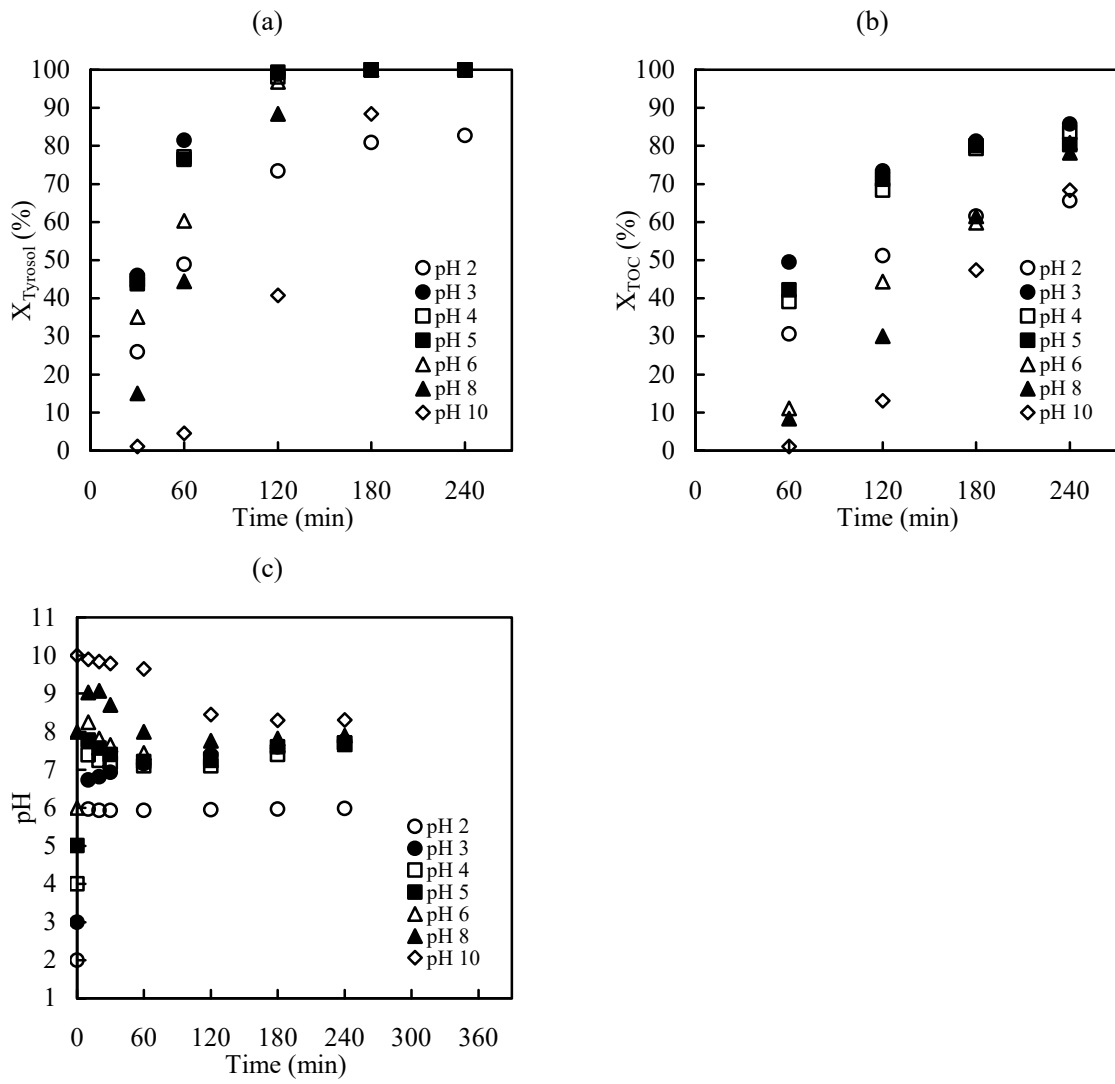 (a)
100
90
80
70
60
50
40
30
20
10
0
X_Tyrosol (%)
pH 2
pH 3
pH 4
pH 5
pH 6
pH 8
pH 10
0 60 120 180 240
Time (min)
(b)
100
90
80
70
60
50
40
30
20
10
0
X_TOC (%)
pH 2
pH 3
pH 4
pH 5
pH 6
pH 8
pH 10
0 60 120 180 240
Time (min)
(c)
11
10
9
8
7
6
5
4
3
2
1
pH
pH 2
pH 3
pH 4
pH 5
pH 6
pH 8
pH 10
0 60 120 180 240 300 360
Time (min)